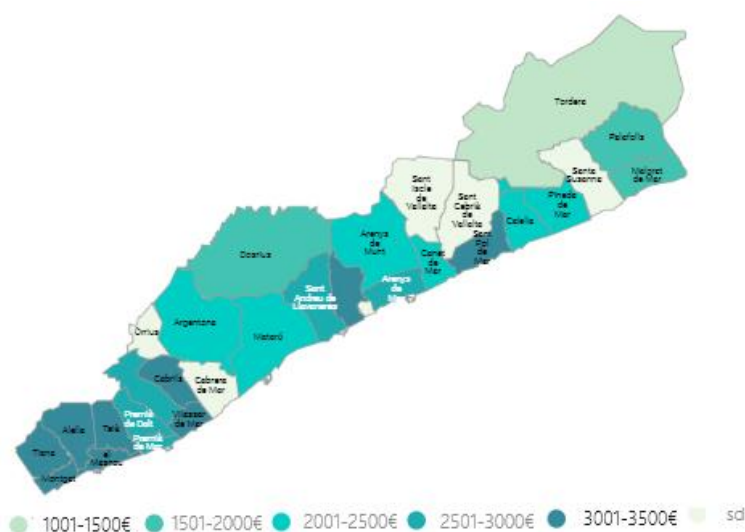 Tordera
Palafolls
Malgret
de Mar
Santa
Susanna
Pineda
de
Mar
Calella
Sant
Iscle
de
Vallalta
Sant
Cebrià
de
Vallalta
Sant
Pol
de
Mar
Canet
de
Mar
Arenys
de
Munt
Arenys
de
Mar
Dosrius
Sant
Andreu de
Llavaneres
Argentona
Mataró
Òrrius
Cabrils
Cabrera
de Mar
Vilassar
de Mar
Premià
de Dalt
Premià
de Mar
Teià
Alella
el
Masnou
Tiana
Montgat
1001-1500€ 1501-2000€ 2001-2500€ 2501-3000€ 3001-3500€